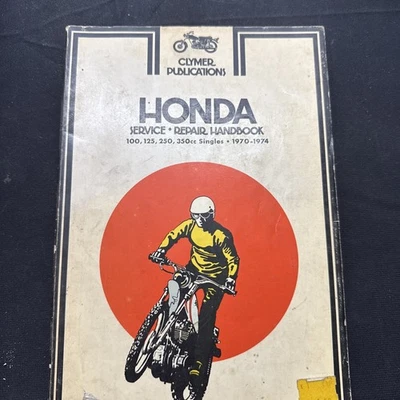 CLYMER
PUBLICATIONS
HONDA
SERVICE • REPAIR HANDBOOK
100, 125, 250, 350cc Singles • 1970-1974